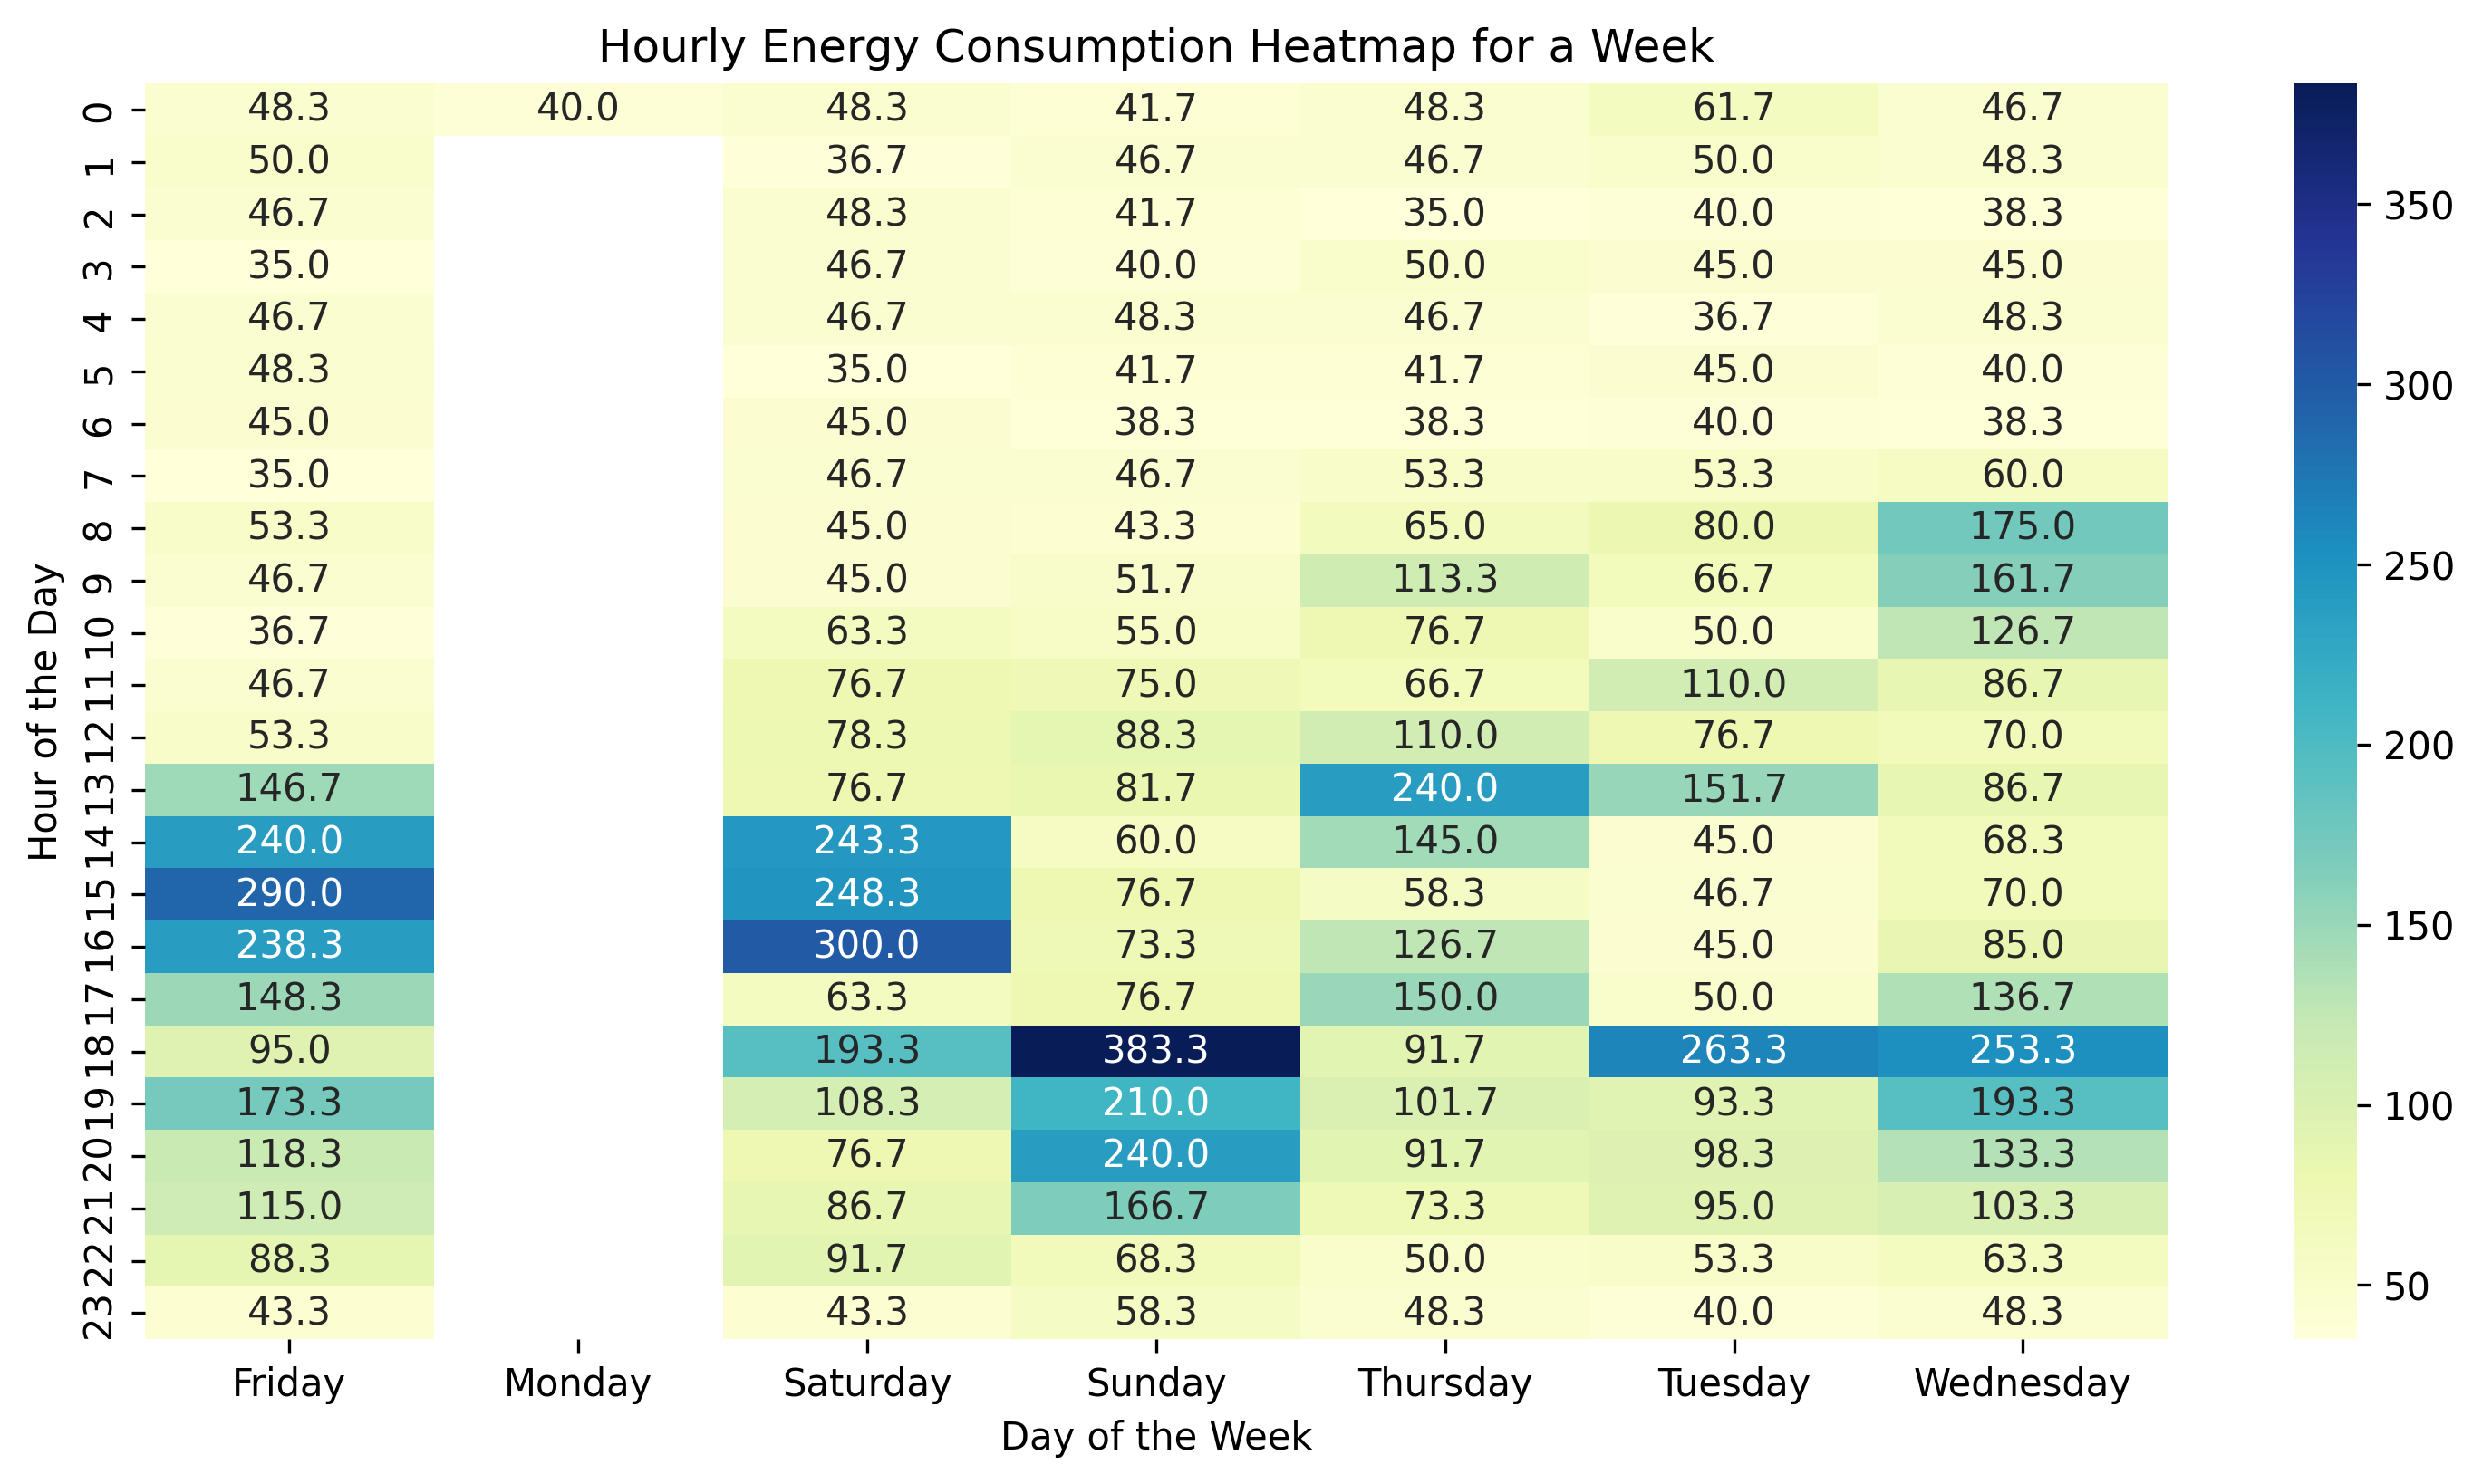 Hourly Energy Consumption Heatmap for a Week
Hour of the Day
0 48.3 40.0 48.3 41.7 48.3 61.7 46.7
1 50.0 36.7 46.7 46.7 50.0 48.3
2 46.7 48.3 41.7 35.0 40.0 38.3
3 35.0 46.7 40.0 50.0 45.0 45.0
4 46.7 46.7 48.3 46.7 36.7 48.3
5 48.3 35.0 41.7 41.7 45.0 40.0
6 45.0 45.0 38.3 38.3 40.0 38.3
7 35.0 46.7 46.7 53.3 53.3 60.0
8 53.3 45.0 43.3 65.0 80.0 175.0
9 46.7 45.0 51.7 113.3 66.7 161.7
10 36.7 63.3 55.0 76.7 50.0 126.7
11 46.7 76.7 75.0 66.7 110.0 86.7
12 53.3 78.3 88.3 110.0 76.7 70.0
13 146.7 76.7 81.7 240.0 151.7 86.7
14 240.0 243.3 60.0 145.0 45.0 68.3
15 290.0 248.3 76.7 58.3 46.7 70.0
16 238.3 300.0 73.3 126.7 45.0 85.0
17 148.3 63.3 76.7 150.0 50.0 136.7
18 95.0 193.3 383.3 91.7 263.3 253.3
19 173.3 108.3 210.0 101.7 93.3 193.3
20 118.3 76.7 240.0 91.7 98.3 133.3
21 115.0 86.7 166.7 73.3 95.0 103.3
22 88.3 91.7 68.3 50.0 53.3 63.3
23 43.3 43.3 58.3 48.3 40.0 48.3
Friday Monday Saturday Sunday Thursday Tuesday Wednesday
Day of the Week
350
300
250
200
150
100
50